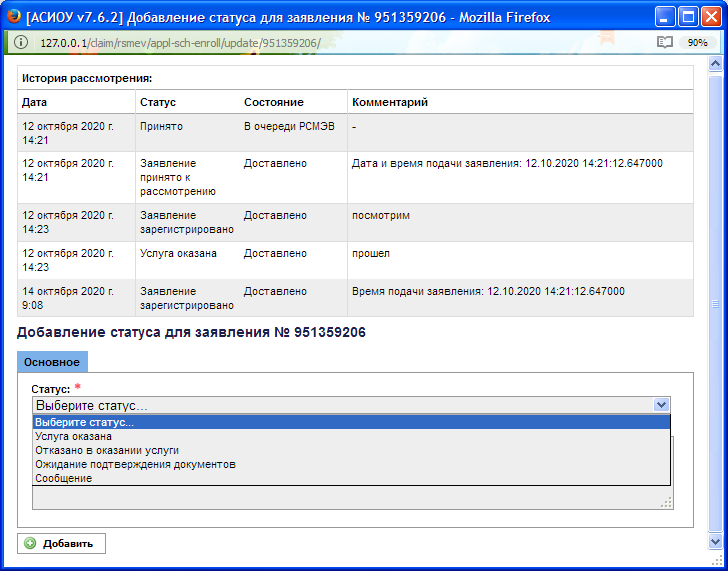 [АСИОУ v7.6.2] Добавление статуса для заявления № 951359206 - Mozilla Firefox
127.0.0.1/claim/rsmev/appl-sch-enroll/update/951359206/
90%
История рассмотрения:
Дата Статус Состояние Комментарий
12 октября 2020 г. 14:21 Принято В очереди РСМЭВ -
12 октября 2020 г. 14:21 Заявление принято к рассмотрению Доставлено Дата и время подачи заявления: 12.10.2020 14:21:12.647000
12 октября 2020 г. 14:23 Заявление зарегистрировано Доставлено посмотрим
12 октября 2020 г. 14:23 Услуга оказана Доставлено прошел
14 октября 2020 г. 9:08 Заявление зарегистрировано Доставлено Время подачи заявления: 12.10.2020 14:21:12.647000
Добавление статуса для заявления № 951359206
Основное
Статус: *
Выберите статус...
Выберите статус...
Услуга оказана
Отказано в оказании услуги
Ожидание подтверждения документов
Сообщение
Добавить